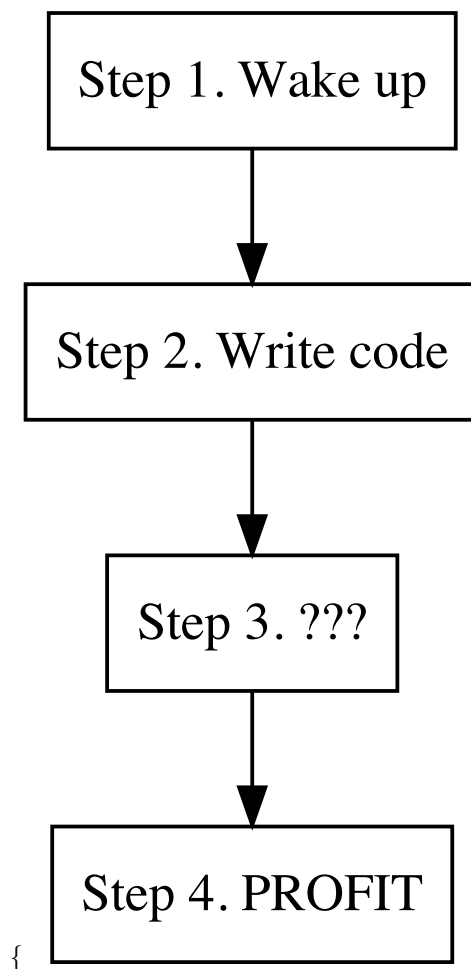 Step 1. Wake up
Step 2. Write code
Step 3. ???
Step 4. PROFIT
{